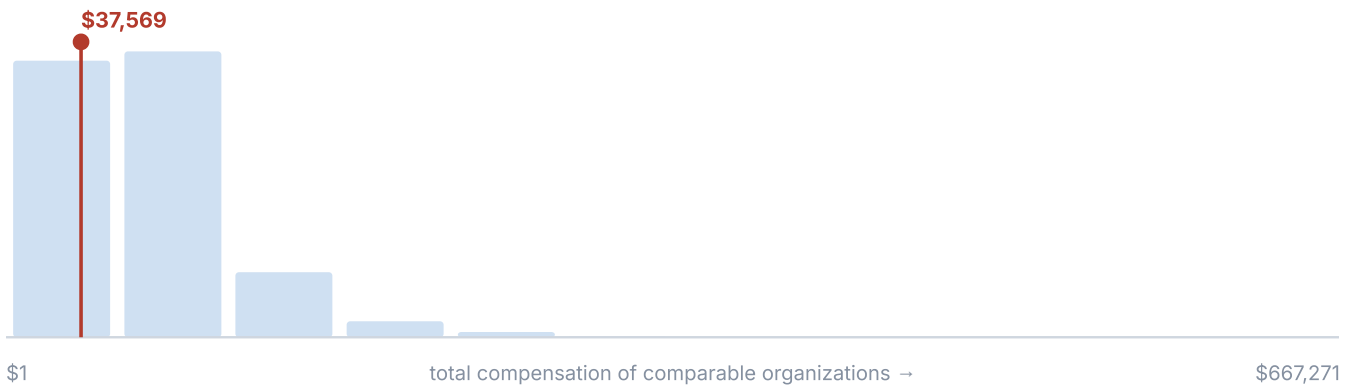 $37,569
$1 total compensation of comparable organizations → $667,271